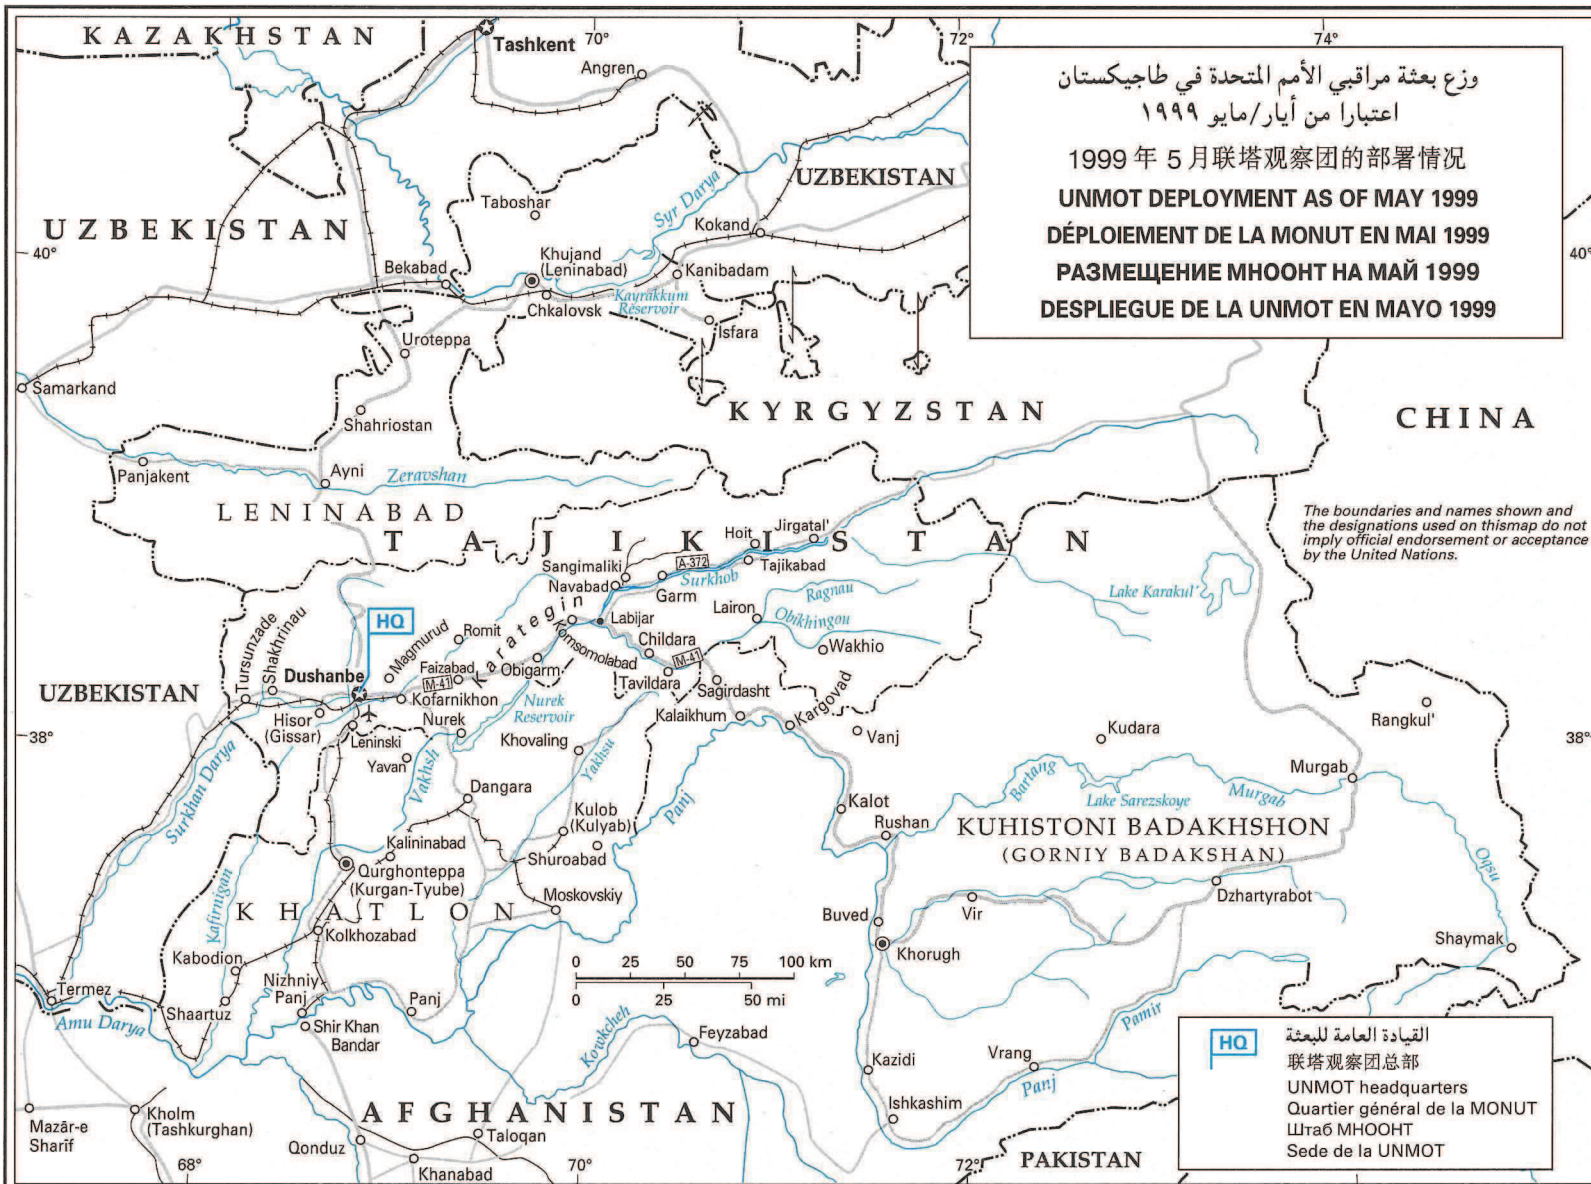 70°
72°
74°
KAZAKHSTAN
Tashkent
Angren
وزع بعثة مراقبي الأمم المتحدة في طاجيكستان
اعتبارا من أيار/مايو ١٩٩٩
1999 年 5 月联塔观察团的部署情况
UNMOT DEPLOYMENT AS OF MAY 1999
DÉPLOIEMENT DE LA MONUT EN MAI 1999
РАЗМЕЩЕНИЕ МНООНТ НА МАЙ 1999
DESPLIEGUE DE LA UNMOT EN MAYO 1999
UZBEKISTAN
Taboshar
Syr Darya
UZBEKISTAN
Kokand
40°
40°
Bekabad
Khujand
(Leninabad)
Kanibadam
Chkalovsk
Kayrakkum
Reservoir
Isfara
Uroteppa
Samarkand
Shahriostan
KYRGYZSTAN
CHINA
Panjakent
Ayni
Zeravshan
LENINABAD
TAJIKISTAN
The boundaries and names shown and
the designations used on thismap do not
imply official endorsement or acceptance
by the United Nations.
Hoit
Jirgatal'
Sangimaliki
A-372
Tajikabad
Navabad
Surkhob
Garm
Ragnau
Lake Karakul'
Karategin
Lairon
Obikhingou
HQ
Labijar
Komsomolabad
Childara
Wakhio
Tursunzade
Shakhrinau
Magmurud
Romit
Dushanbe
Faizabad
Obigarm
M-41
M-41
Tavildara
Sagirdasht
UZBEKISTAN
Kofarnikhon
Hisor
(Gissar)
Nurek
Nurek
Reservoir
Kalaikhum
Kargovad
Rangkul'
Leninski
Khovaling
Vanj
Kudara
38°
38°
Yavan
Vakhsh
Yakhsu
Surkhan Darya
Dangara
Panj
Bartang
Lake Sarezskoye
Murgab
Murgab
Kulob
(Kulyab)
Kalot
Rushan
KUHISTONI BADAKHSHON
(GORNIY BADAKSHAN)
Kalininabad
Shuroabad
Qurghonteppa
(Kurgan-Tyube)
Oqsu
Kafirnigan
Moskovskiy
Dzhartyrabot
KHATLON
Buved
Vir
Kolkhozabad
Khorugh
Shaymak
Kabodion
0 25 50 75 100 km
0 25 50 mi
Nizhniy
Panj
Termez
Panj
Shaartuz
Amu Darya
Shir Khan
Bandar
Kowkcheh
Feyzabad
Pamir
Kazidi
Vrang
Panj
Ishkashim
HQ
القيادة العامة للبعثة
联塔观察团总部
UNMOT headquarters
Quartier général de la MONUT
Штаб МНООНТ
Sede de la UNMOT
Mazâr-e
Sharīf
Kholm
(Tashkurghan)
AFGHANISTAN
Qonduz
Taloqan
Khanabad
PAKISTAN
68°
70°
72°